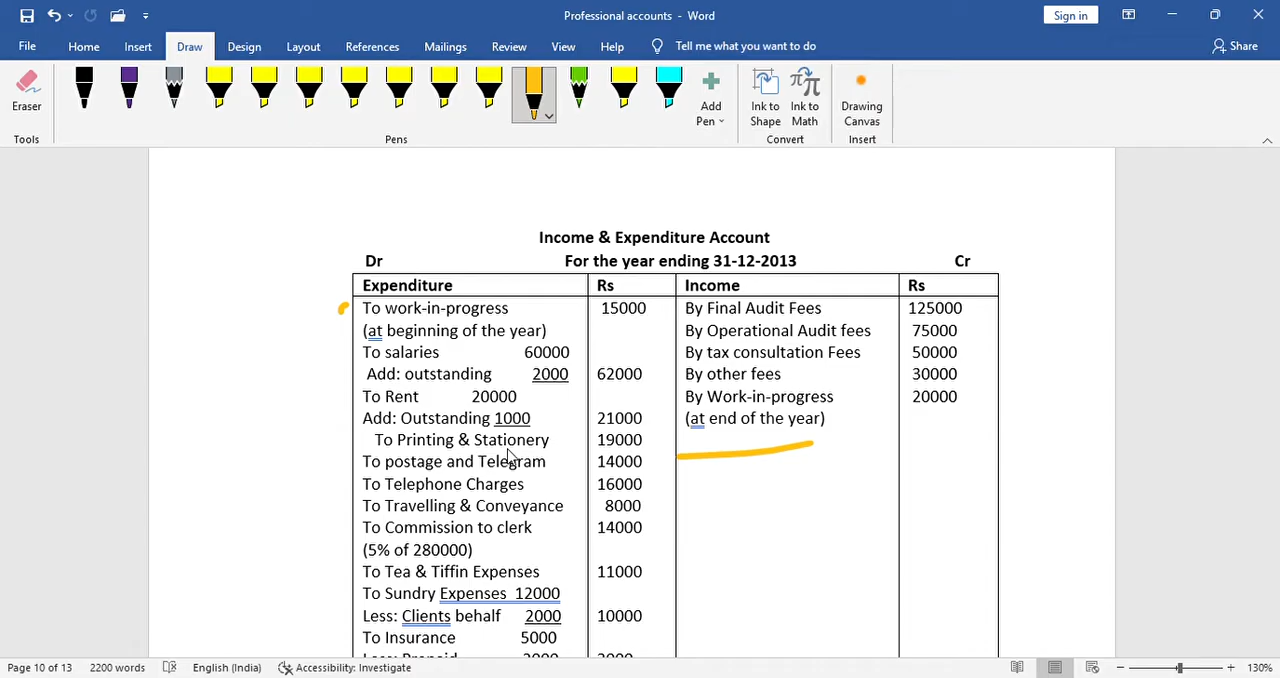 Professional accounts - Word
Sign in
File Home Insert Draw Design Layout References Mailings Review View Help Tell me what you want to do Share
Eraser
Add Pen
Ink to Shape
Ink to Math
Drawing Canvas
Tools Pens Convert Insert
Income & Expenditure Account
Dr For the year ending 31-12-2013 Cr
Expenditure Rs Income Rs
To work-in-progress 15000 By Final Audit Fees 125000
(at beginning of the year) By Operational Audit fees 75000
To salaries 60000 By tax consultation Fees 50000
Add: outstanding 2000 62000 By other fees 30000
To Rent 20000 By Work-in-progress 20000
Add: Outstanding 1000 21000 (at end of the year)
To Printing & Stationery 19000
To postage and Telegram 14000
To Telephone Charges 16000
To Travelling & Conveyance 8000
To Commission to clerk 14000
(5% of 280000)
To Tea & Tiffin Expenses 11000
To Sundry Expenses 12000
Less: Clients behalf 2000 10000
To Insurance 5000
Page 10 of 13 2200 words English (India) Accessibility: Investigate 130%